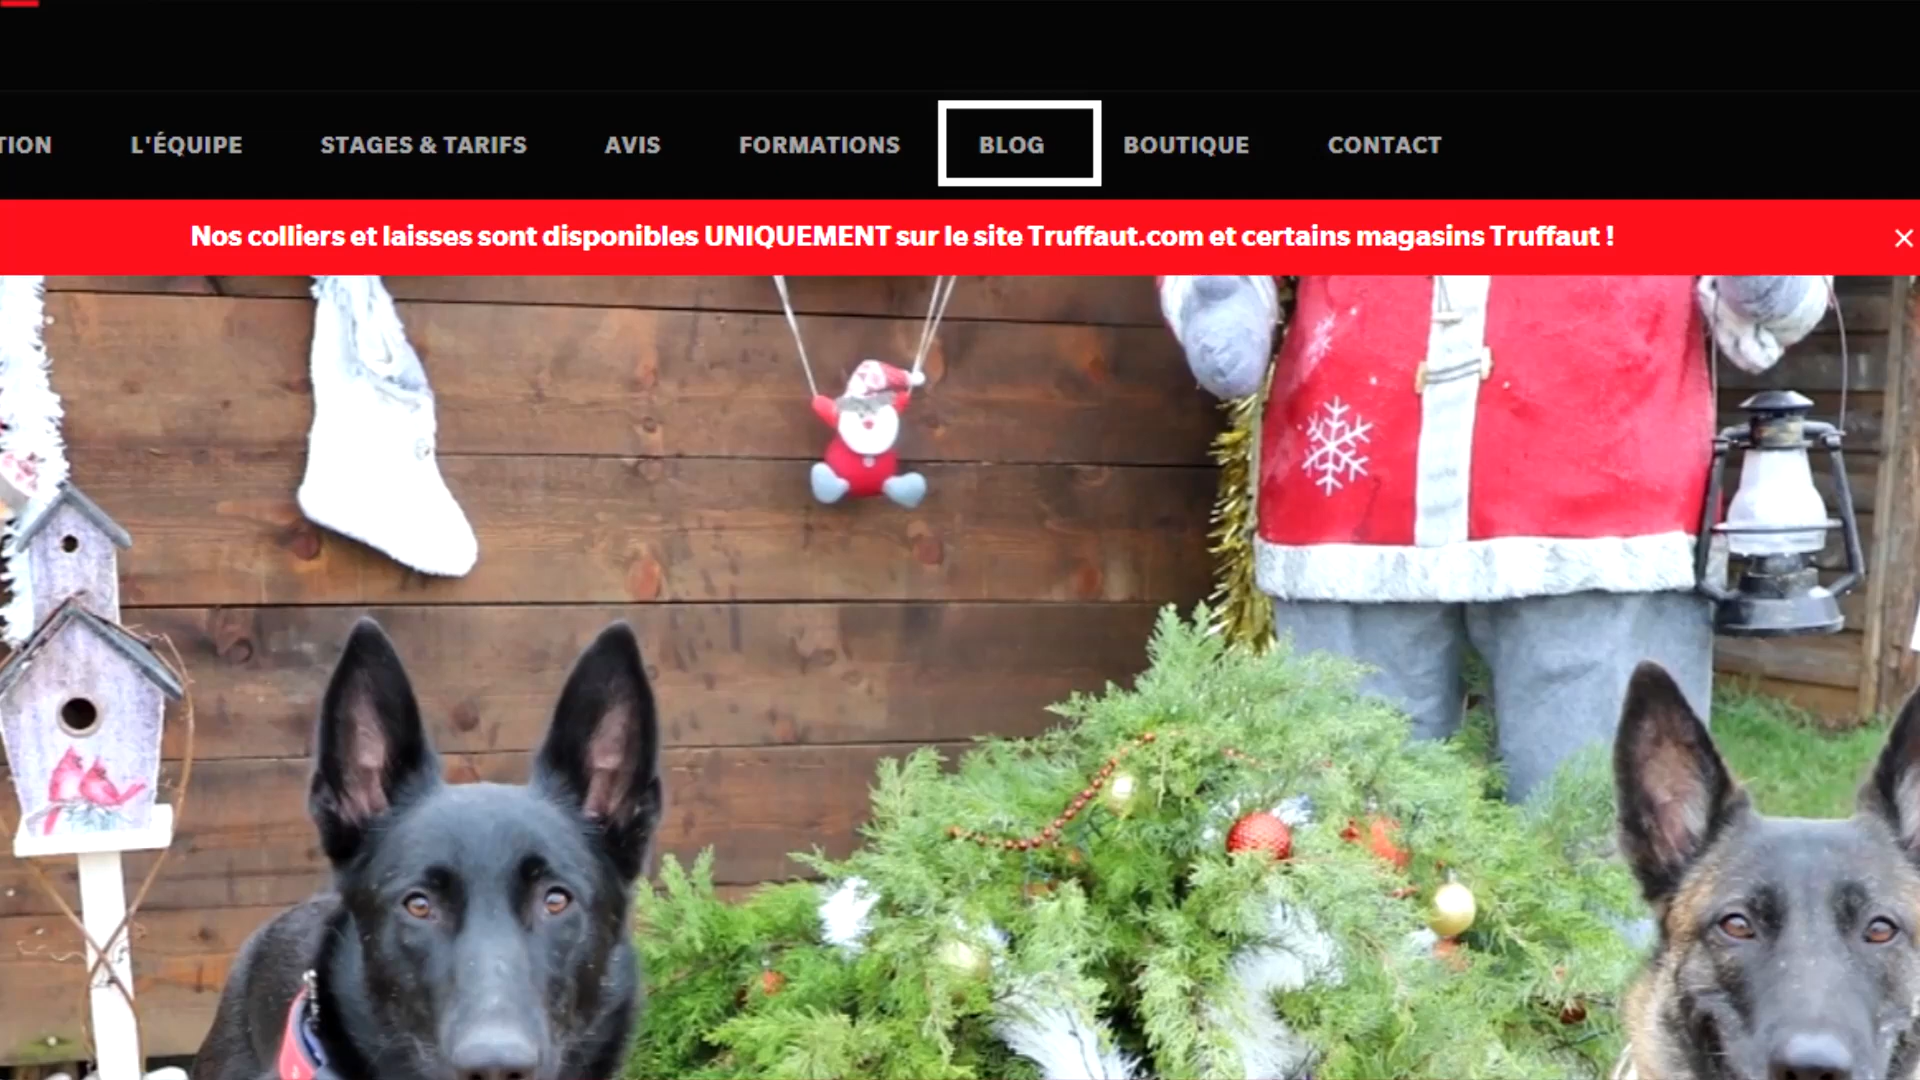 TION L'ÉQUIPE STAGES & TARIFS AVIS FORMATIONS BLOG BOUTIQUE CONTACT
Nos colliers et laisses sont disponibles UNIQUEMENT sur le site Truffaut.com et certains magasins Truffaut ! ×